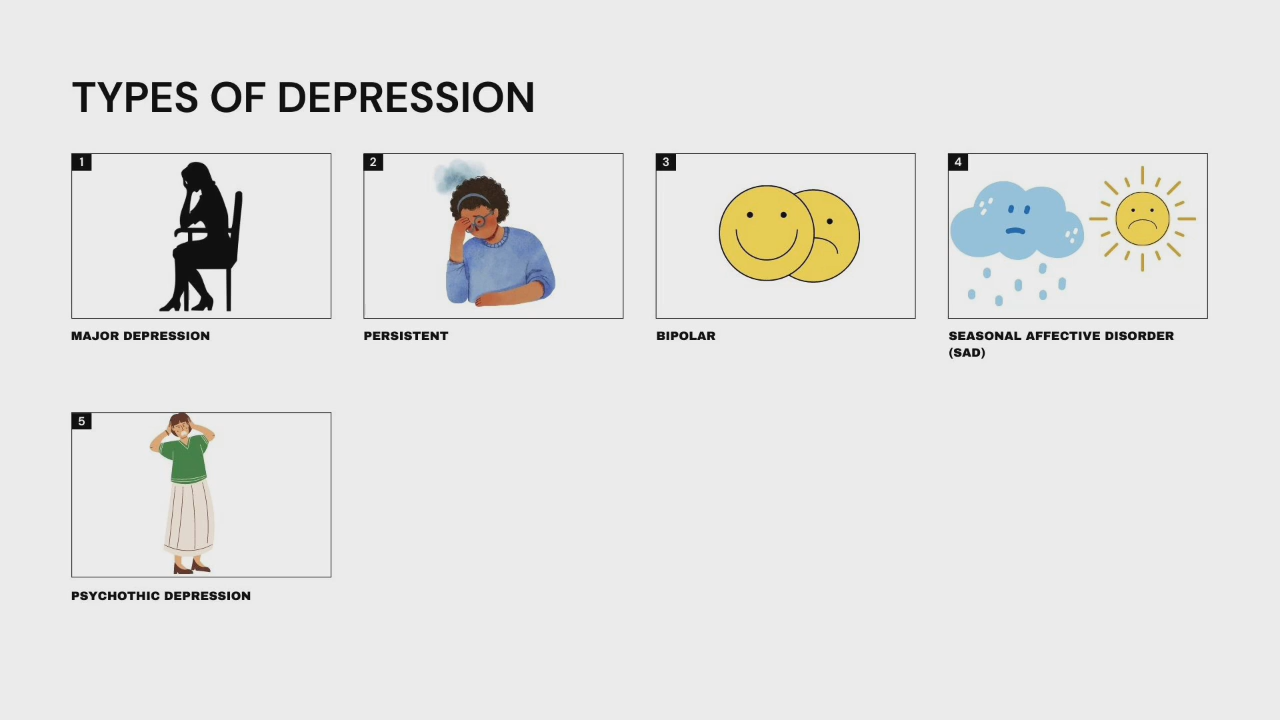 TYPES OF DEPRESSION
1
2
3
4
MAJOR DEPRESSION
PERSISTENT
BIPOLAR
SEASONAL AFFECTIVE DISORDER
(SAD)
5
PSYCHOTHIC DEPRESSION